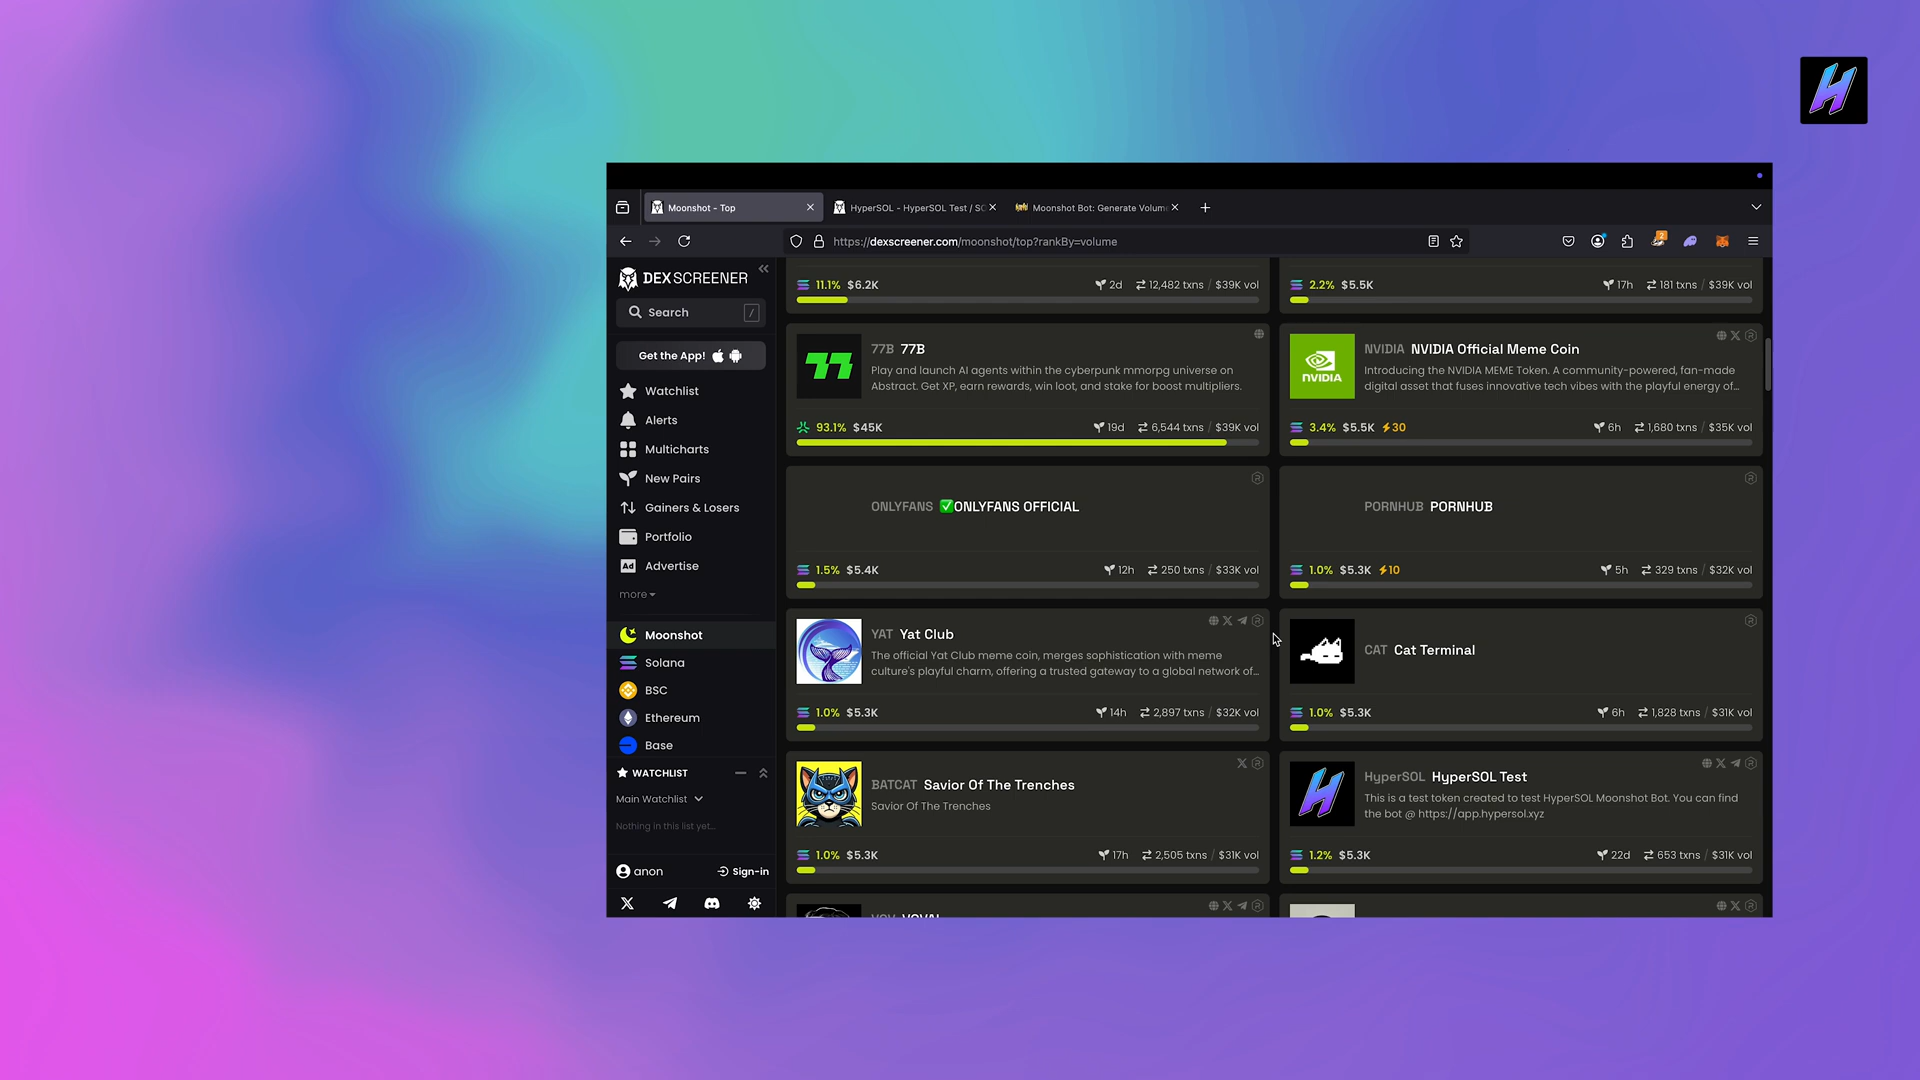 Moonshot - Top
HyperSOL - HyperSOL Test / SO
Moonshot Bot: Generate Volum
https://dexscreener.com/moonshot/top?rankBy=volume
2
DEX SCREENER
Search
/
Get the App!
Watchlist
Alerts
Multicharts
New Pairs
Gainers & Losers
Portfolio
Ad Advertise
more
Moonshot
Solana
BSC
Ethereum
Base
WATCHLIST
Main Watchlist
Nothing in this list yet...
anon
Sign-in
11.1% $6.2K 2d 12,482 txns / $39K vol
2.2% $5.5K 17h 181 txns / $39K vol
77B 77B
Play and launch AI agents within the cyberpunk mmorpg universe on
Abstract. Get XP, earn rewards, win loot, and stake for boost multipliers.
93.1% $45K 19d 6,544 txns / $39K vol
NVIDIA
NVIDIA NVIDIA Official Meme Coin
Introducing the NVIDIA MEME Token. A community-powered, fan-made
digital asset that fuses innovative tech vibes with the playful energy of...
3.4% $5.5K ⚡30 6h 1,680 txns / $35K vol
ONLYFANS ✅ONLYFANS OFFICIAL
1.5% $5.4K 12h 250 txns / $33K vol
PORNHUB PORNHUB
1.0% $5.3K ⚡10 5h 329 txns / $32K vol
YAT Yat Club
The official Yat Club meme coin, merges sophistication with meme
culture's playful charm, offering a trusted gateway to a global network of...
1.0% $5.3K 14h 2,897 txns / $32K vol
CAT Cat Terminal
1.0% $5.3K 6h 1,828 txns / $31K vol
BATCAT Savior Of The Trenches
Savior Of The Trenches
1.0% $5.3K 17h 2,505 txns / $31K vol
HyperSOL HyperSOL Test
This is a test token created to test HyperSOL Moonshot Bot. You can find
the bot @ https://app.hypersol.xyz
1.2% $5.3K 22d 653 txns / $31K vol